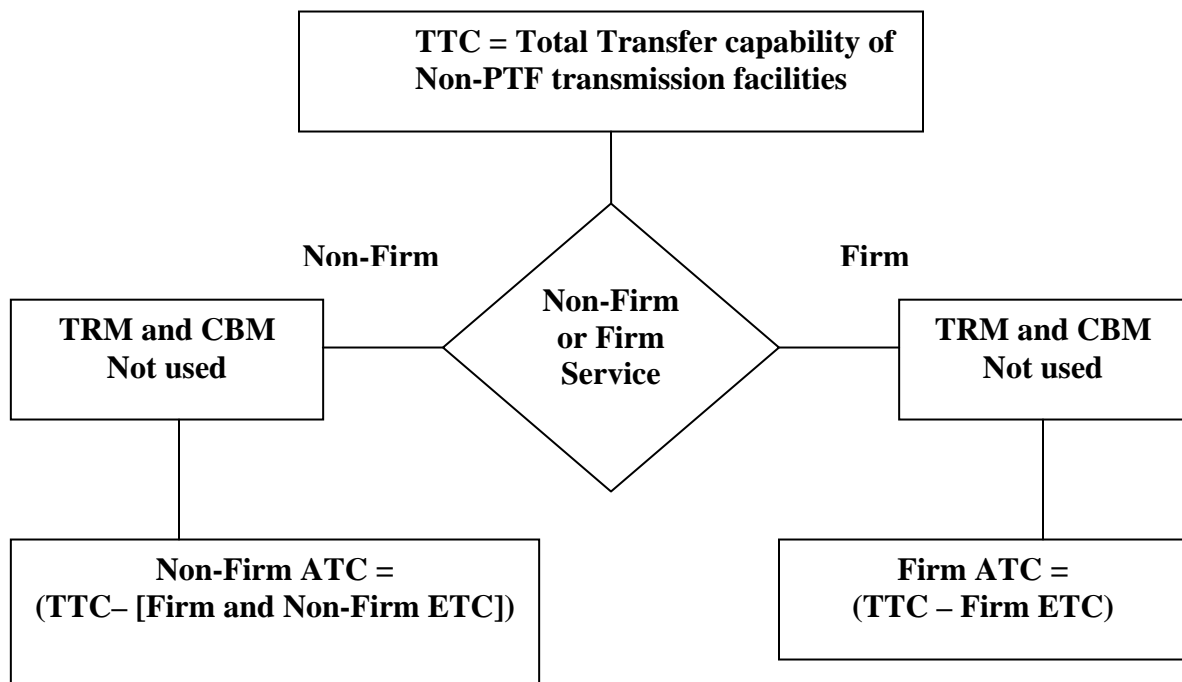 TTC = Total Transfer capability of
Non-PTF transmission facilities
Non-Firm
Firm
Non-Firm
or Firm
Service
TRM and CBM
Not used
TRM and CBM
Not used
Non-Firm ATC =
(TTC– [Firm and Non-Firm ETC])
Firm ATC =
(TTC – Firm ETC)